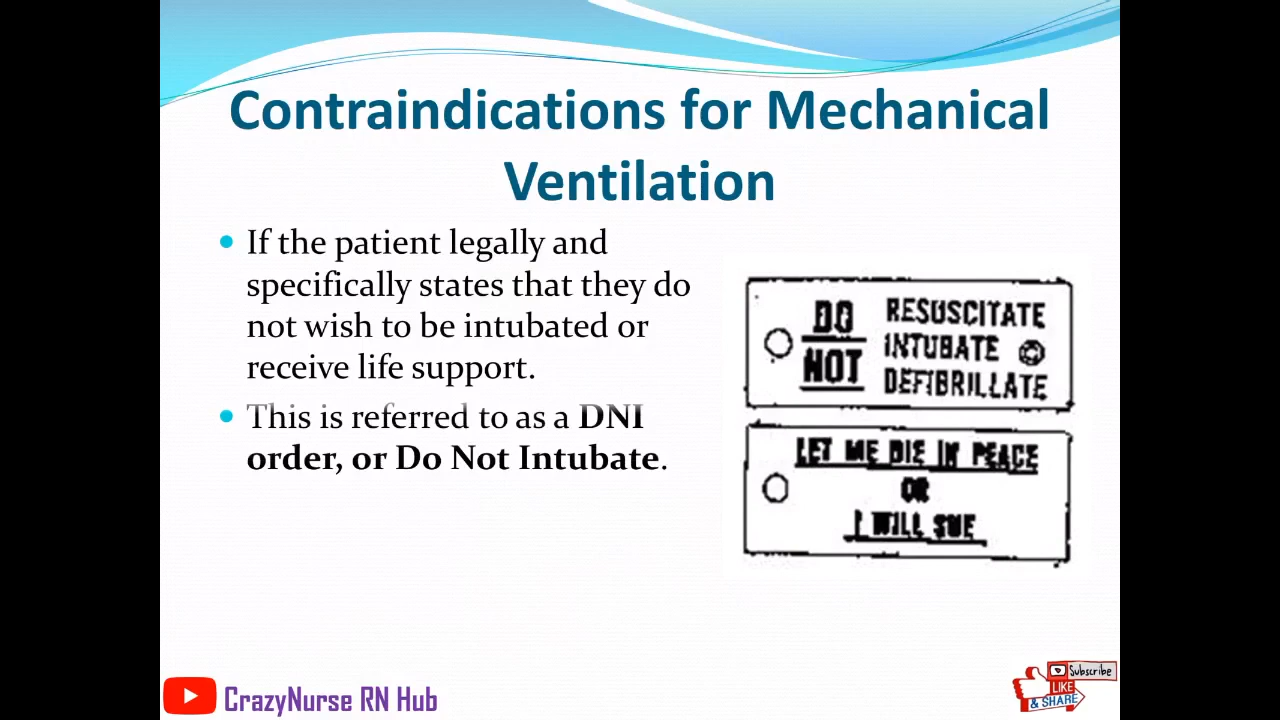 Contraindications for Mechanical
Ventilation
If the patient legally and
specifically states that they do
not wish to be intubated or
receive life support.
This is referred to as a DNI
order, or Do Not Intubate.
DO NOT
RESUSCITATE
INTUBATE
DEFIBRILLATE
LET ME DIE IN PEACE
OR
I WILL SUE
CrazyNurse RN Hub
Subscribe
LIKE
& SHARE